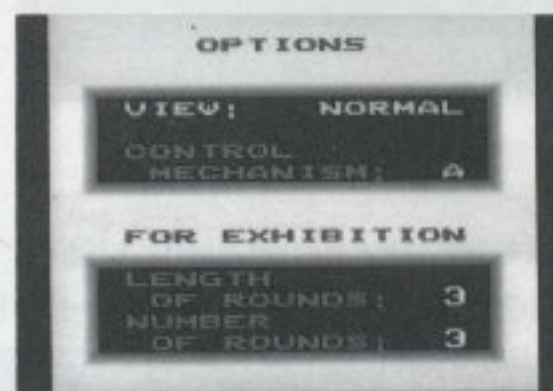 OPTIONS
VIEW: NORMAL
CONTROL
MECHANISM: A
FOR EXHIBITION
LENGTH
OF ROUNDS: 3
NUMBER
OF ROUNDS: 3